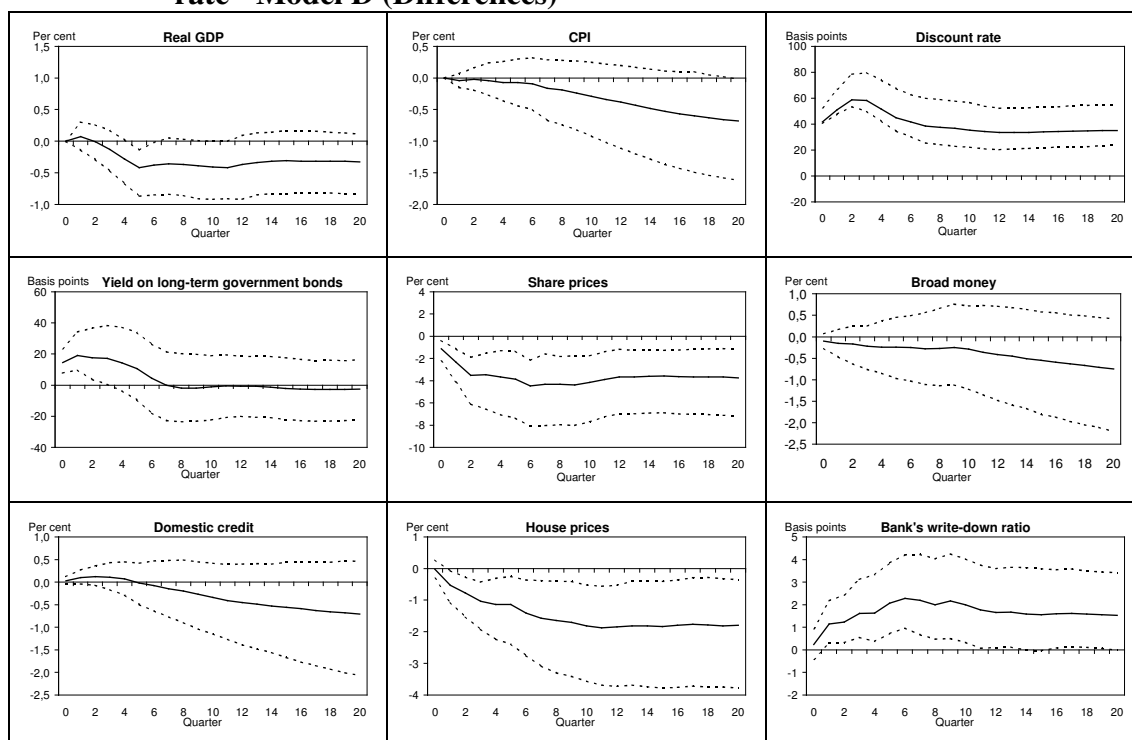 rate - Model D (Differences)
Per cent
Real GDP
1,5
1,0
0,5
0,0
-0,5
-1,0
0 2 4 6 8 10 12 14 16 18 20
Quarter
Per cent
CPI
0,5
0,0
-0,5
-1,0
-1,5
-2,0
0 2 4 6 8 10 12 14 16 18 20
Quarter
Basis points
Discount rate
100
80
60
40
20
0
-20
0 2 4 6 8 10 12 14 16 18 20
Quarter
Basis points
Yield on long-term government bonds
60
40
20
0
-20
-40
0 2 4 6 8 10 12 14 16 18 20
Quarter
Per cent
Share prices
4
2
0
-2
-4
-6
-8
-10
0 2 4 6 8 10 12 14 16 18 20
Quarter
Per cent
Broad money
1,0
0,5
0,0
-0,5
-1,0
-1,5
-2,0
-2,5
0 2 4 6 8 10 12 14 16 18 20
Quarter
Per cent
Domestic credit
1,0
0,5
0,0
-0,5
-1,0
-1,5
-2,0
-2,5
0 2 4 6 8 10 12 14 16 18 20
Quarter
Per cent
House prices
1
0
-1
-2
-3
-4
0 2 4 6 8 10 12 14 16 18 20
Quarter
Basis points
Bank's write-down ratio
5
4
3
2
1
0
-1
-2
0 2 4 6 8 10 12 14 16 18 20
Quarter